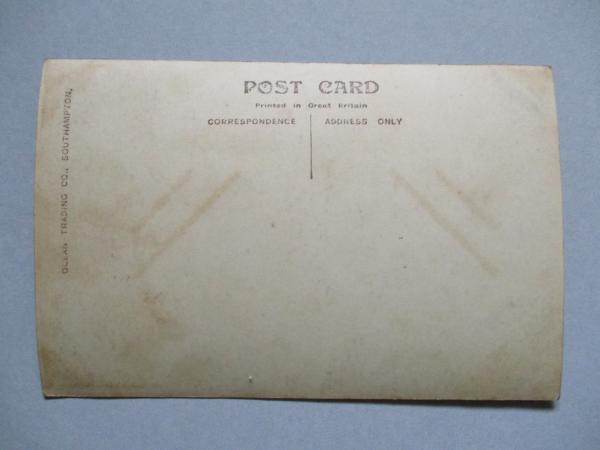 POST CARD
Printed in Great Britain
CORRESPONDENCE
ADDRESS ONLY
OCEAN TRADING CO., SOUTHAMPTON.